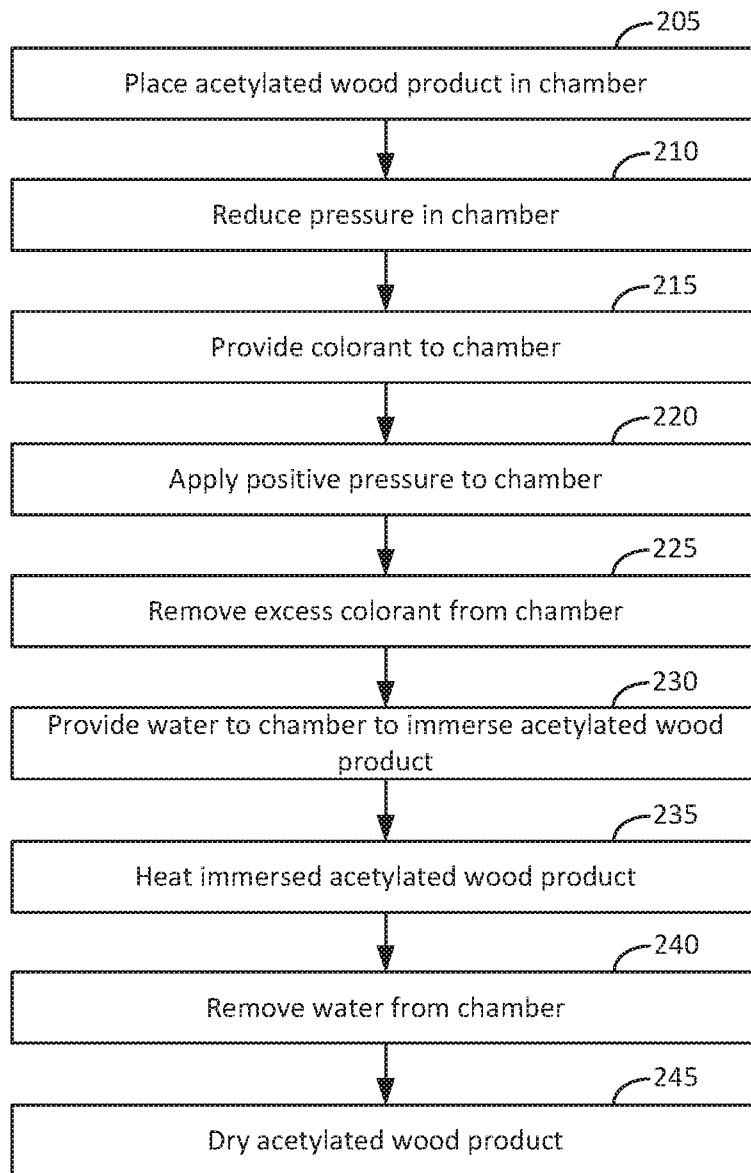 205
Place acetylated wood product in chamber
210
Reduce pressure in chamber
215
Provide colorant to chamber
220
Apply positive pressure to chamber
225
Remove excess colorant from chamber
230
Provide water to chamber to immerse acetylated wood
product
235
Heat immersed acetylated wood product
240
Remove water from chamber
245
Dry acetylated wood product